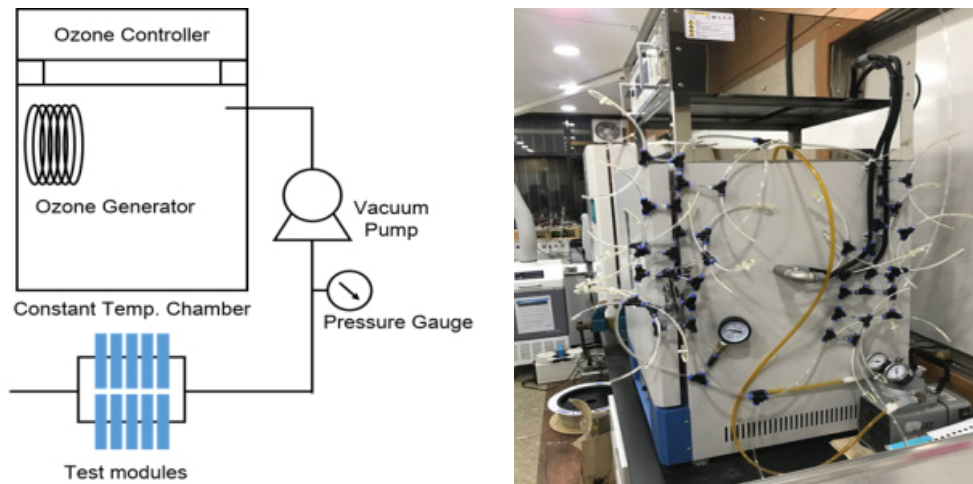 Ozone Controller
Ozone Generator
Vacuum
Pump
Constant Temp. Chamber
Pressure Gauge
Test modules